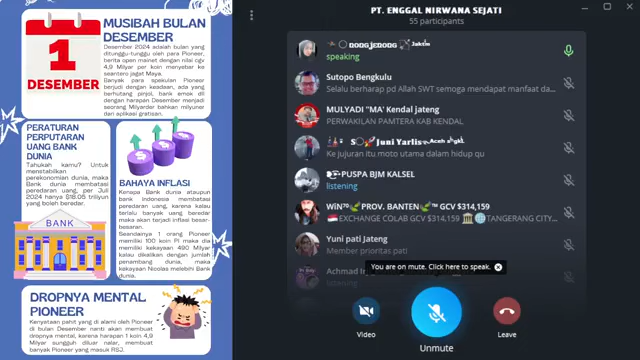 MUSIBAH BULAN
DESEMBER
Desember 2024 adalah bulan yang
ditunggu-tunggu oleh para Pioneer,
berita open mainet dengan nilai cgv
4,9 Milyar per koin menyebar ke
seantero jagat Maya.
Banyak para spekulan Pioneer
berjudi dengan keadaan, ada yang
berhutang pinjol, bank emok dll
dengan harapan Desember menjadi
seorang Milyarder bahkan milyuner
dan aplikasi gratisan.
1
DESEMBER
PERATURAN
PERPUTARAN
UANG BANK
DUNIA
Tahukah kamu? Untuk
menstabilkan
perekonomian dunia, maka
Bank dunia membatasi
peredaran uang, per Juli
2024 hanya $18.05 trillyun
yang boleh beredar.
BANK
BAHAYA INFLASI
Kenapa Bank dunia ataupun
bank Indonesia membatasi
peredaran uang, karena kalau
terlalu banyak uang beredar
maka akan terjadi inflasi besar-
besaran.
Seandainya 1 orang Pioneer
memiliki 100 koin PI maka dia
memiliki kekayaan 490 Milyar
kalau dikalikan dengan jumlah
penambang dunia, maka
kekayaan Nicolas melebihi Bank
dunia.
DROPNYA MENTAL
PIONEER
Kenyataan pahit yang di alami oleh Pioneer
di bulan Desember nanti akan membuat
dropnya mental, karena harapan 1 koin 4,9
Milyar sungguh diluar nalar, membuat
banyak Pioneer yang masuk RSJ.
PT. ENGGAL NIRWANA SEJATI
55 participants
speaking
Sutopo Bengkulu
Selalu berharap pd Allah SWT semoga mendapat manfaat da...
MULYADI "MA' Kendal jateng
PERWAKILAN PAMTERA KAB KENDAL
Juni Yarlis
Ke jujuran itu moto utama dalam hidup qu
PUSPA BJM KALSEL
listening
PROV. BANTEN GCV $314,159
EXCHANGE COLAB GCV $314,159 TANGERANG CITY...
Yuni pati Jateng
Member prioritas pati
Achmad
listening
You are on mute. Click here to speak.
Video
Unmute
Leave